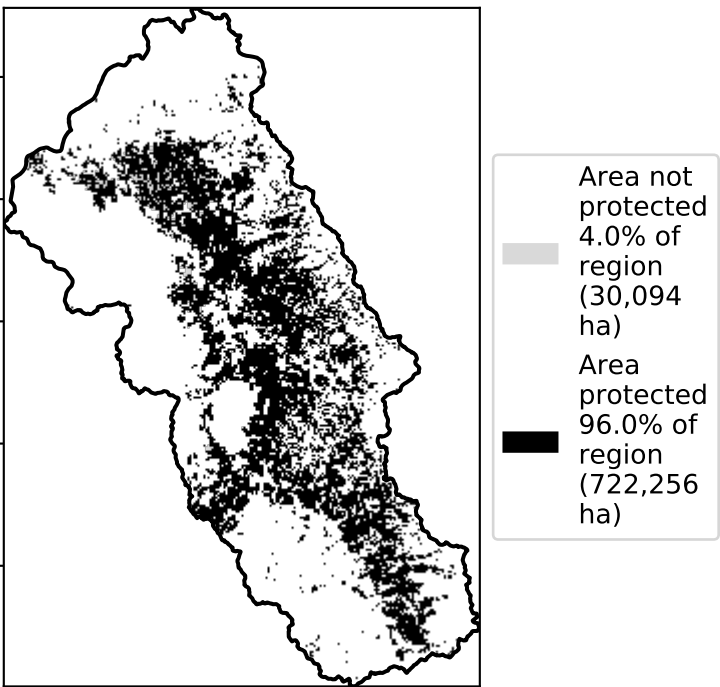 Area not
protected
4.0% of
region
(30,094
ha)
Area
protected
96.0% of
region
(722,256
ha)